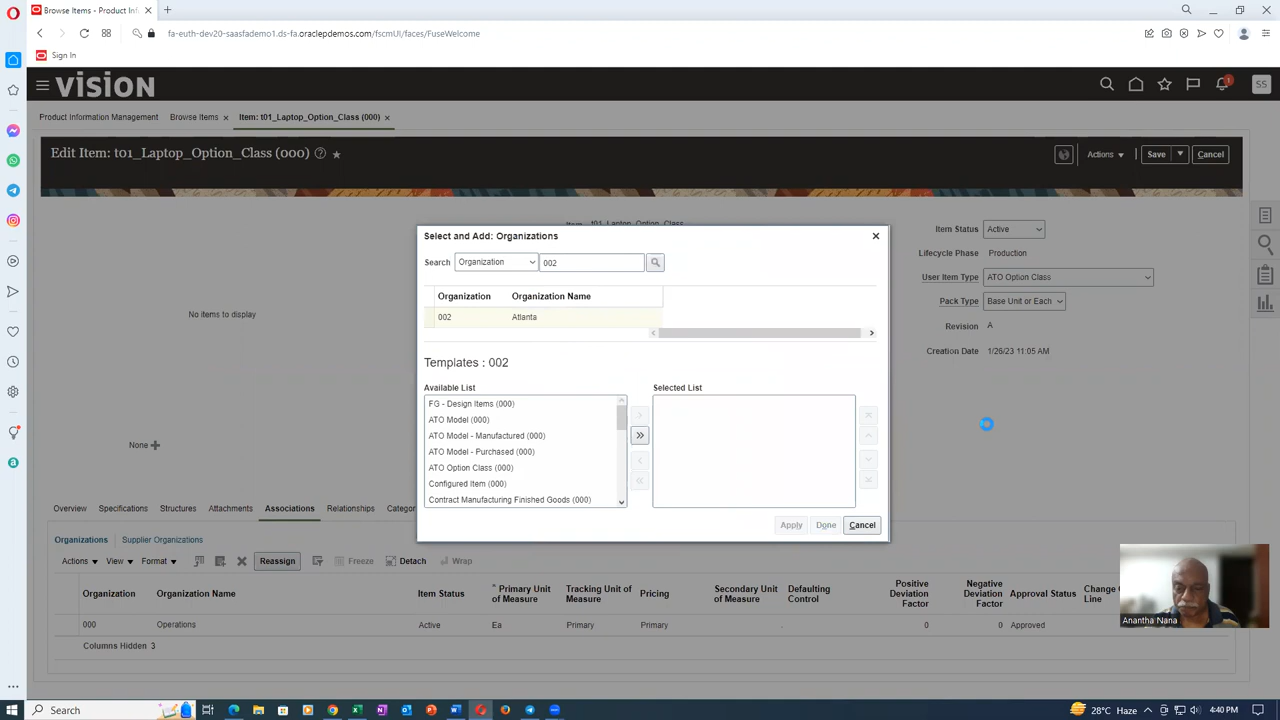 Browse Items - Product Inf
fa-euth-dev20-saasfademo1.ds-fa.oraclepdemos.com/fscmUI/faces/FuseWelcome
Sign In
VISION
1
SS
Product Information Management
Browse Items
Item: t01_Laptop_Option_Class (000)
Edit Item: t01_Laptop_Option_Class (000)
Actions
Save
Cancel
Item t01_Laptop_Option_Class
Item Status Active
Lifecycle Phase Production
User Item Type ATO Option Class
Pack Type Base Unit or Each
Revision A
Creation Date 1/26/23 11:05 AM
No items to display
None
Select and Add: Organizations
Search Organization 002
Organization Organization Name
002 Atlanta
Templates : 002
Available List Selected List
FG - Design Items (000)
ATO Model (000)
ATO Model - Manufactured (000)
ATO Model - Purchased (000)
ATO Option Class (000)
Configured Item (000)
Contract Manufacturing Finished Goods (000)
Apply Done Cancel
Overview Specifications Structures Attachments Associations Relationships Categor
Organizations Supplier Organizations
Actions View Format Reassign Freeze Detach Wrap
Organization Organization Name Item Status * Primary Unit of Measure Tracking Unit of Measure Pricing Secondary Unit of Measure Defaulting Control Positive Deviation Factor Negative Deviation Factor Approval Status Change Line
000 Operations Active Ea Primary Primary 0 0 Approved
Columns Hidden 3
Anantha Nana
Search
28°C Haze
4:40 PM